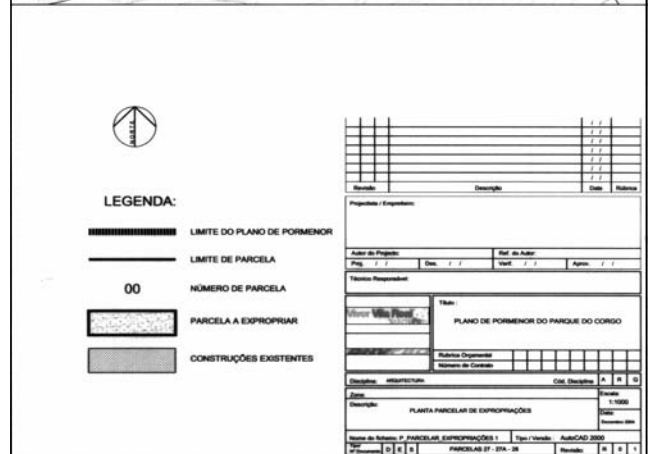 NORTE
LEGENDA:
LIMITE DO PLANO DE PORMENOR
LIMITE DE PARCELA
00 NÚMERO DE PARCELA
PARCELA A EXPROPRIAR
CONSTRUÇÕES EXISTENTES
/ /
/ /
/ /
/ /
/ /
/ /
Revisão Descrição Data Rubrica
Projectista / Empreiteiro:
Autor do Projecto: Ref. do Autor:
Proj. / / Des. / / Verif. / / Aprov. / /
Técnico Responsável:
Viver Vila Real
Título :
PLANO DE PORMENOR DO PARQUE DO CORGO
Rubrica Orçamental
Número do Contrato
Disciplina: ARQUITECTURA Cód. Disciplina A R Q
Zona:
Descrição:
PLANTA PARCELAR DE EXPROPRIAÇÕES
Escala:
1:1000
Data:
Dezembro 2004
Nome do ficheiro: P_PARCELAR_EXPROPRIAÇÕES 1 Tipo / Versão : AutoCAD 2000
Tipo/
Nº Documento D E S PARCELAS 27 - 27A - 28 Revisão: R 0 1